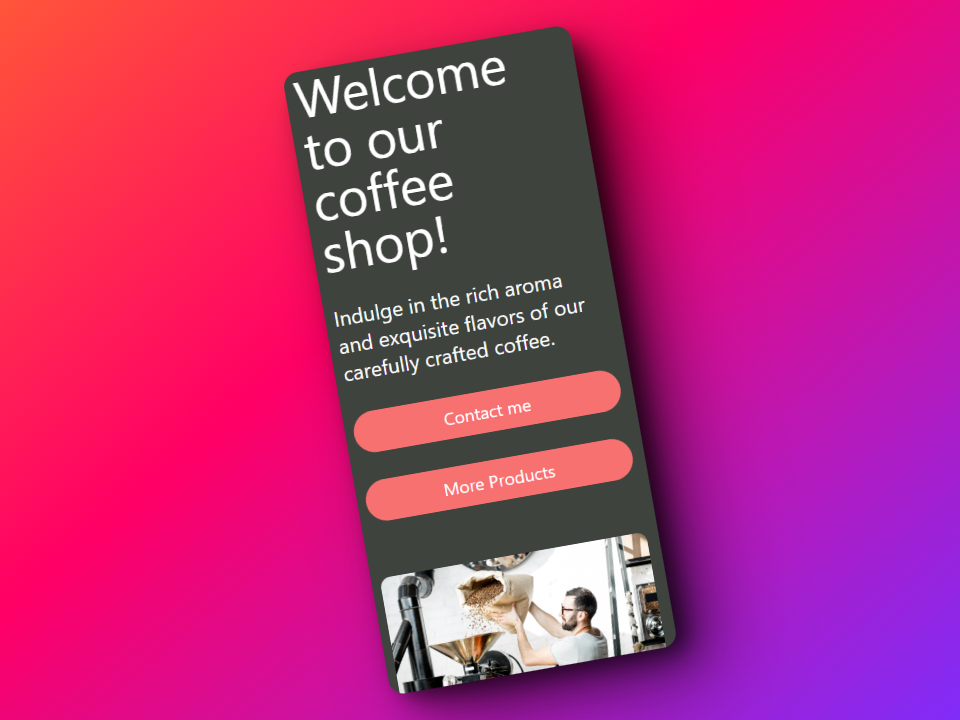 Welcome
to our
coffee
shop!
Indulge in the rich aroma
and exquisite flavors of our
carefully crafted coffee.
Contact me
More Products